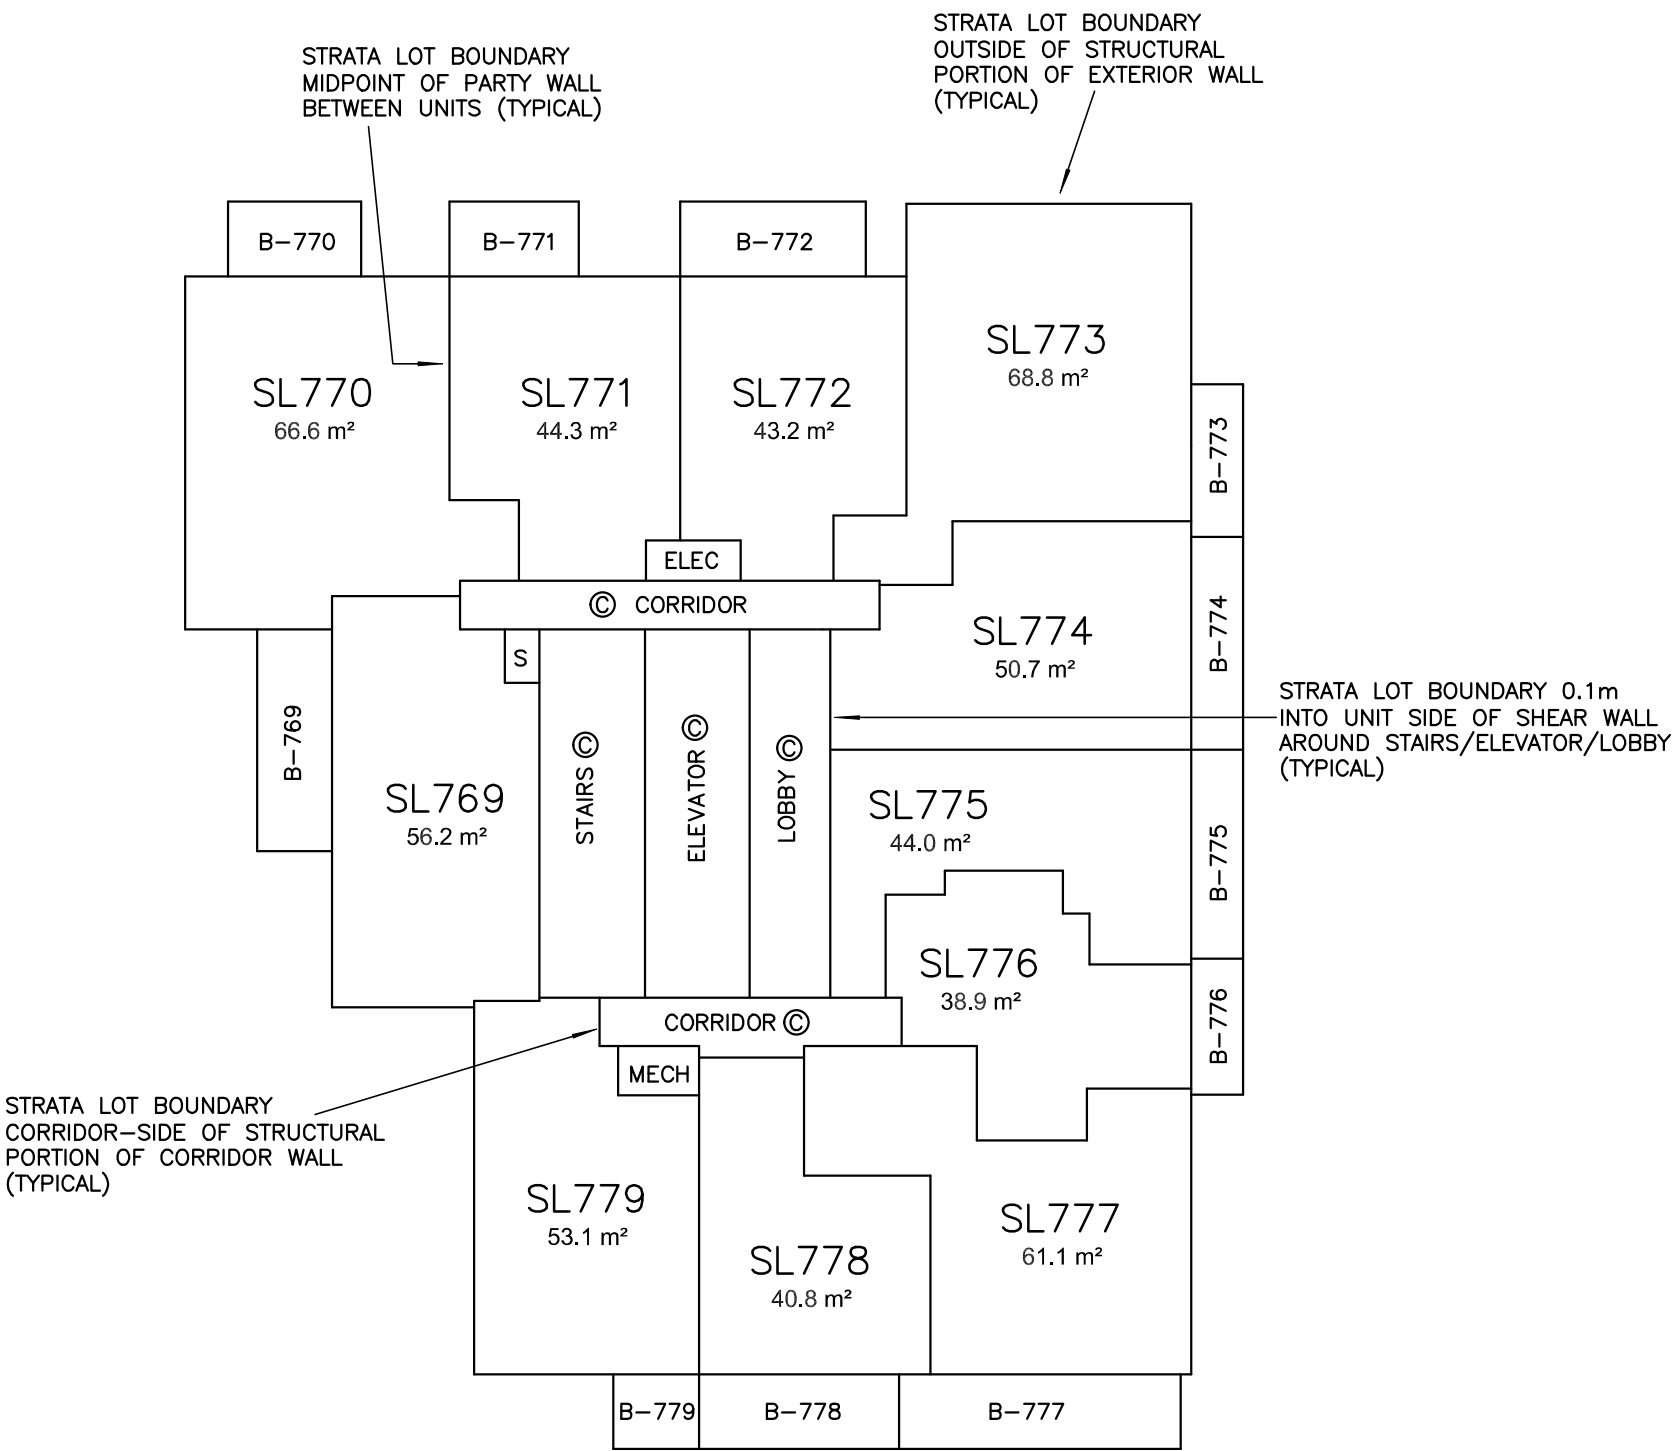 STRATA LOT BOUNDARY
OUTSIDE OF STRUCTURAL
PORTION OF EXTERIOR WALL
(TYPICAL)
STRATA LOT BOUNDARY
MIDPOINT OF PARTY WALL
BETWEEN UNITS (TYPICAL)
B-770
B-771
B-772
SL773
68.8 m²
SL770
66.6 m²
SL771
44.3 m²
SL772
43.2 m²
B-773
ELEC
© CORRIDOR
SL774
50.7 m²
B-774
S
STRATA LOT BOUNDARY 0.1m
INTO UNIT SIDE OF SHEAR WALL
AROUND STAIRS/ELEVATOR/LOBBY
(TYPICAL)
B-769
SL769
56.2 m²
STAIRS ©
ELEVATOR ©
LOBBY ©
SL775
44.0 m²
B-775
SL776
38.9 m²
B-776
CORRIDOR ©
MECH
STRATA LOT BOUNDARY
CORRIDOR-SIDE OF STRUCTURAL
PORTION OF CORRIDOR WALL
(TYPICAL)
SL779
53.1 m²
SL778
40.8 m²
SL777
61.1 m²
B-779
B-778
B-777